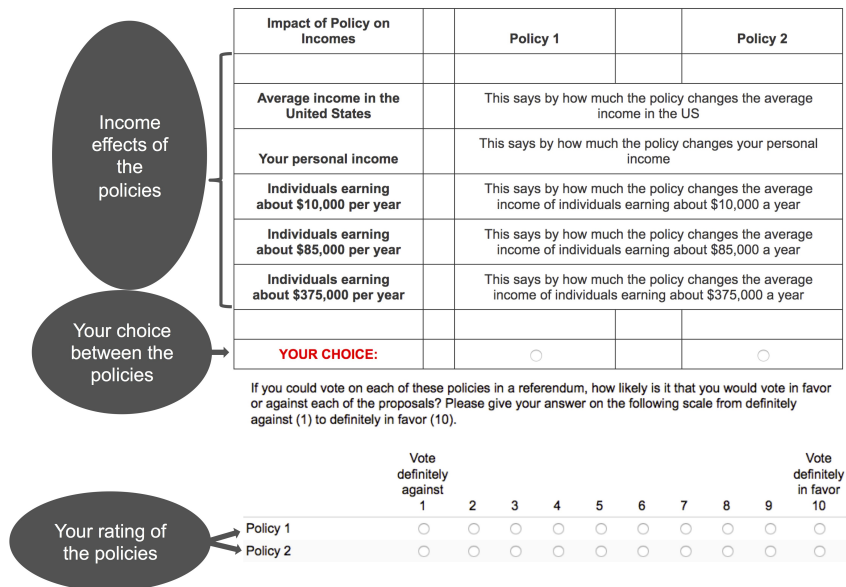 Impact of Policy on
Incomes
Policy 1
Policy 2
Income
effects of
the
policies
Average income in the
United States
This says by how much the policy changes the average
income in the US
Your personal income
This says by how much the policy changes your personal
income
Individuals earning
about $10,000 per year
This says by how much the policy changes the average
income of individuals earning about $10,000 a year
Individuals earning
about $85,000 per year
This says by how much the policy changes the average
income of individuals earning about $85,000 a year
Individuals earning
about $375,000 per year
This says by how much the policy changes the average
income of individuals earning about $375,000 a year
Your choice
between the
policies
YOUR CHOICE:
If you could vote on each of these policies in a referendum, how likely is it that you would vote in favor
or against each of the proposals? Please give your answer on the following scale from definitely
against (1) to definitely in favor (10).
Vote
definitely
against
1 2 3 4 5 6 7 8 9
Vote
definitely
in favor
10
Your rating of
the policies
Policy 1
Policy 2